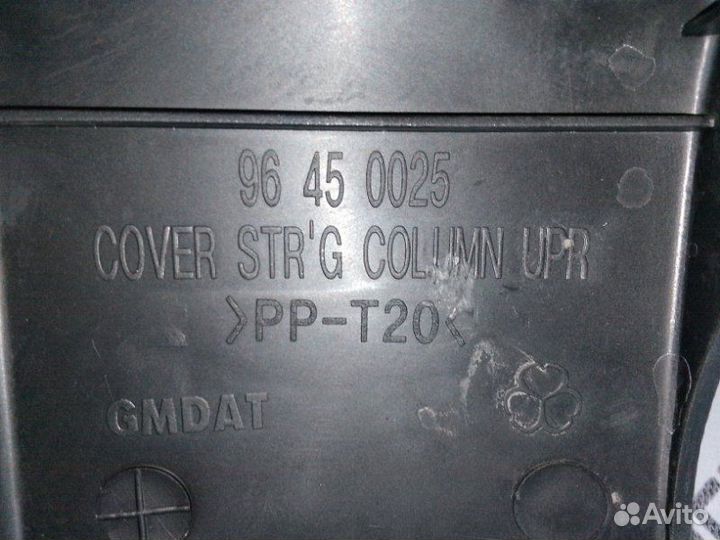 96 45 0025
COVER STR'G COLUMN UPR
>PP-T20<
GMDAT
Avito